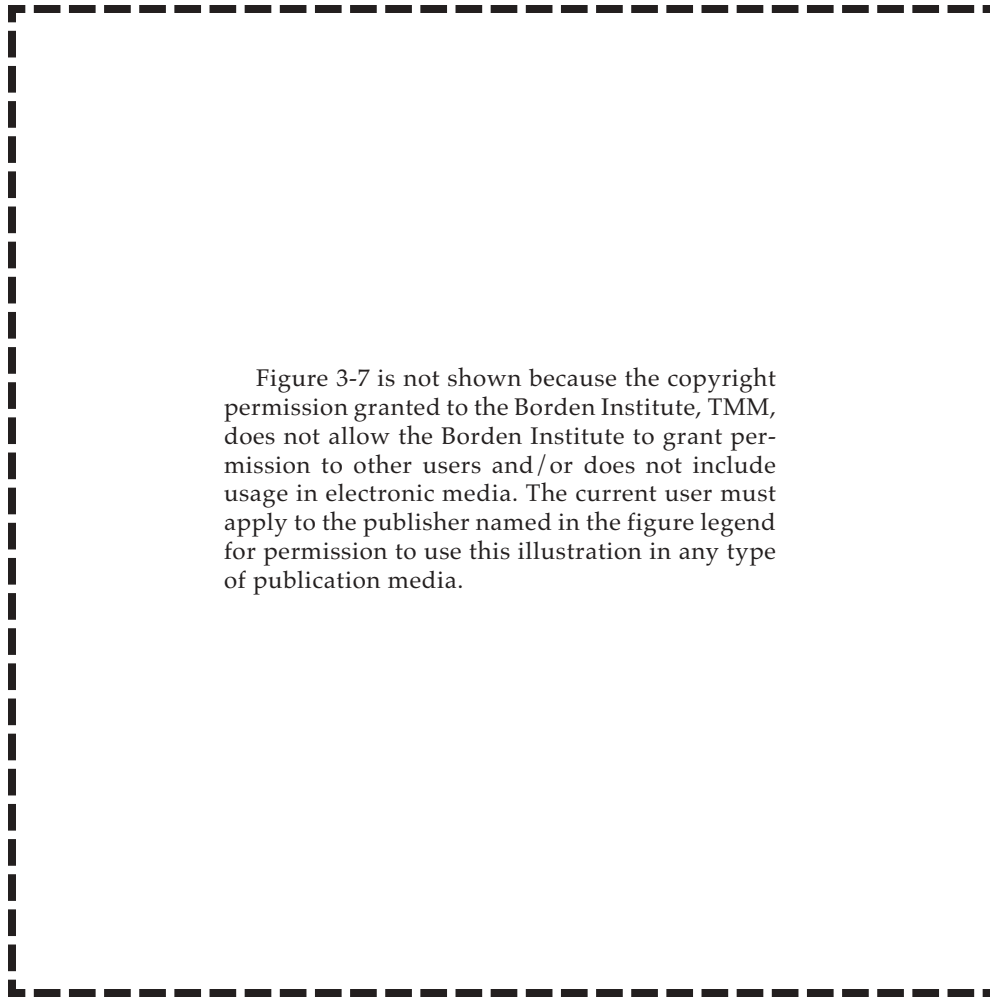 Figure 3-7 is not shown because the copyright
permission granted to the Borden Institute, TMM,
does not allow the Borden Institute to grant per-
mission to other users and/or does not include
usage in electronic media. The current user must
apply to the publisher named in the figure legend
for permission to use this illustration in any type
of publication media.